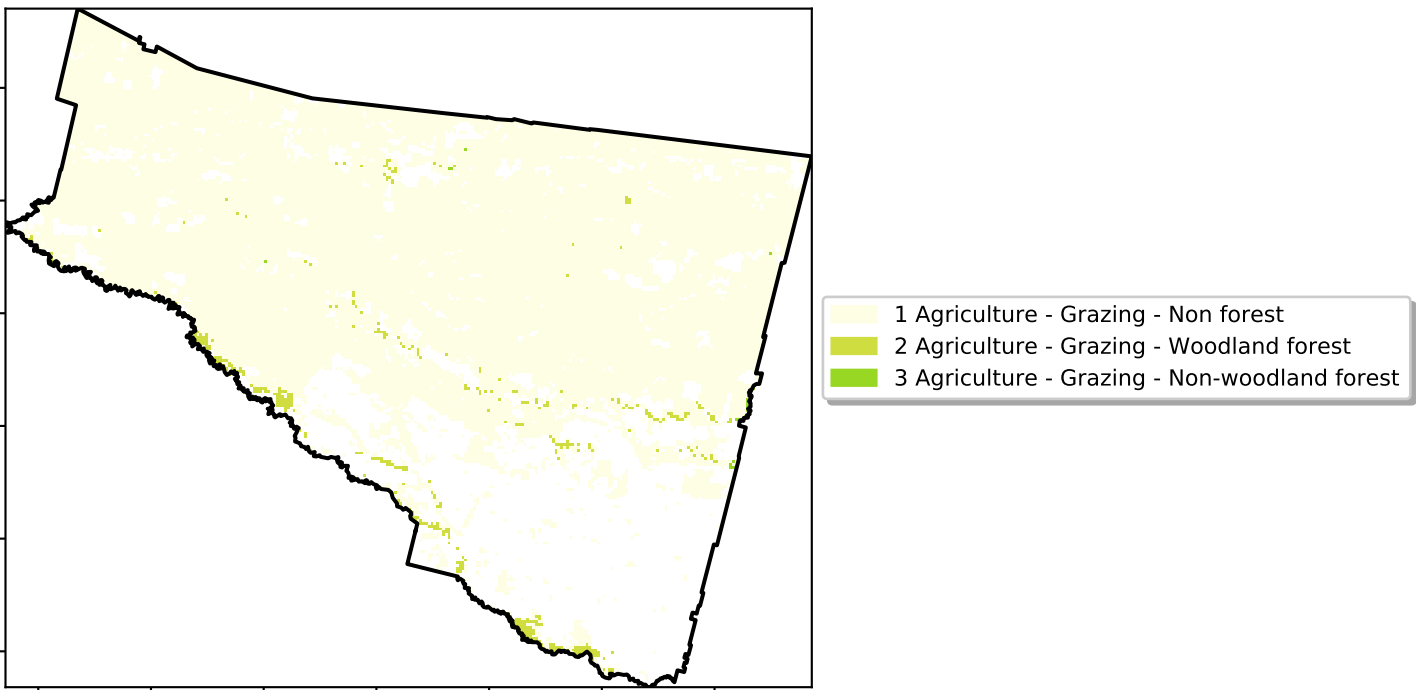 1 Agriculture - Grazing - Non forest
2 Agriculture - Grazing - Woodland forest
3 Agriculture - Grazing - Non-woodland forest